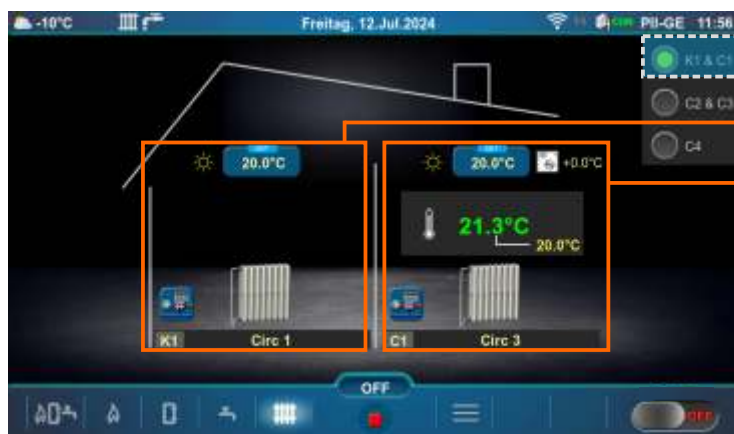 -10°C Freitag, 12.Jul.2024 PII-GE 11:56
K1 & C1
C2 & C3
C4
20.0°C
20.0°C +0.0°C
21.3°C
20.0°C
K1 Circ 1
C1 Circ 3
OFF
OFF